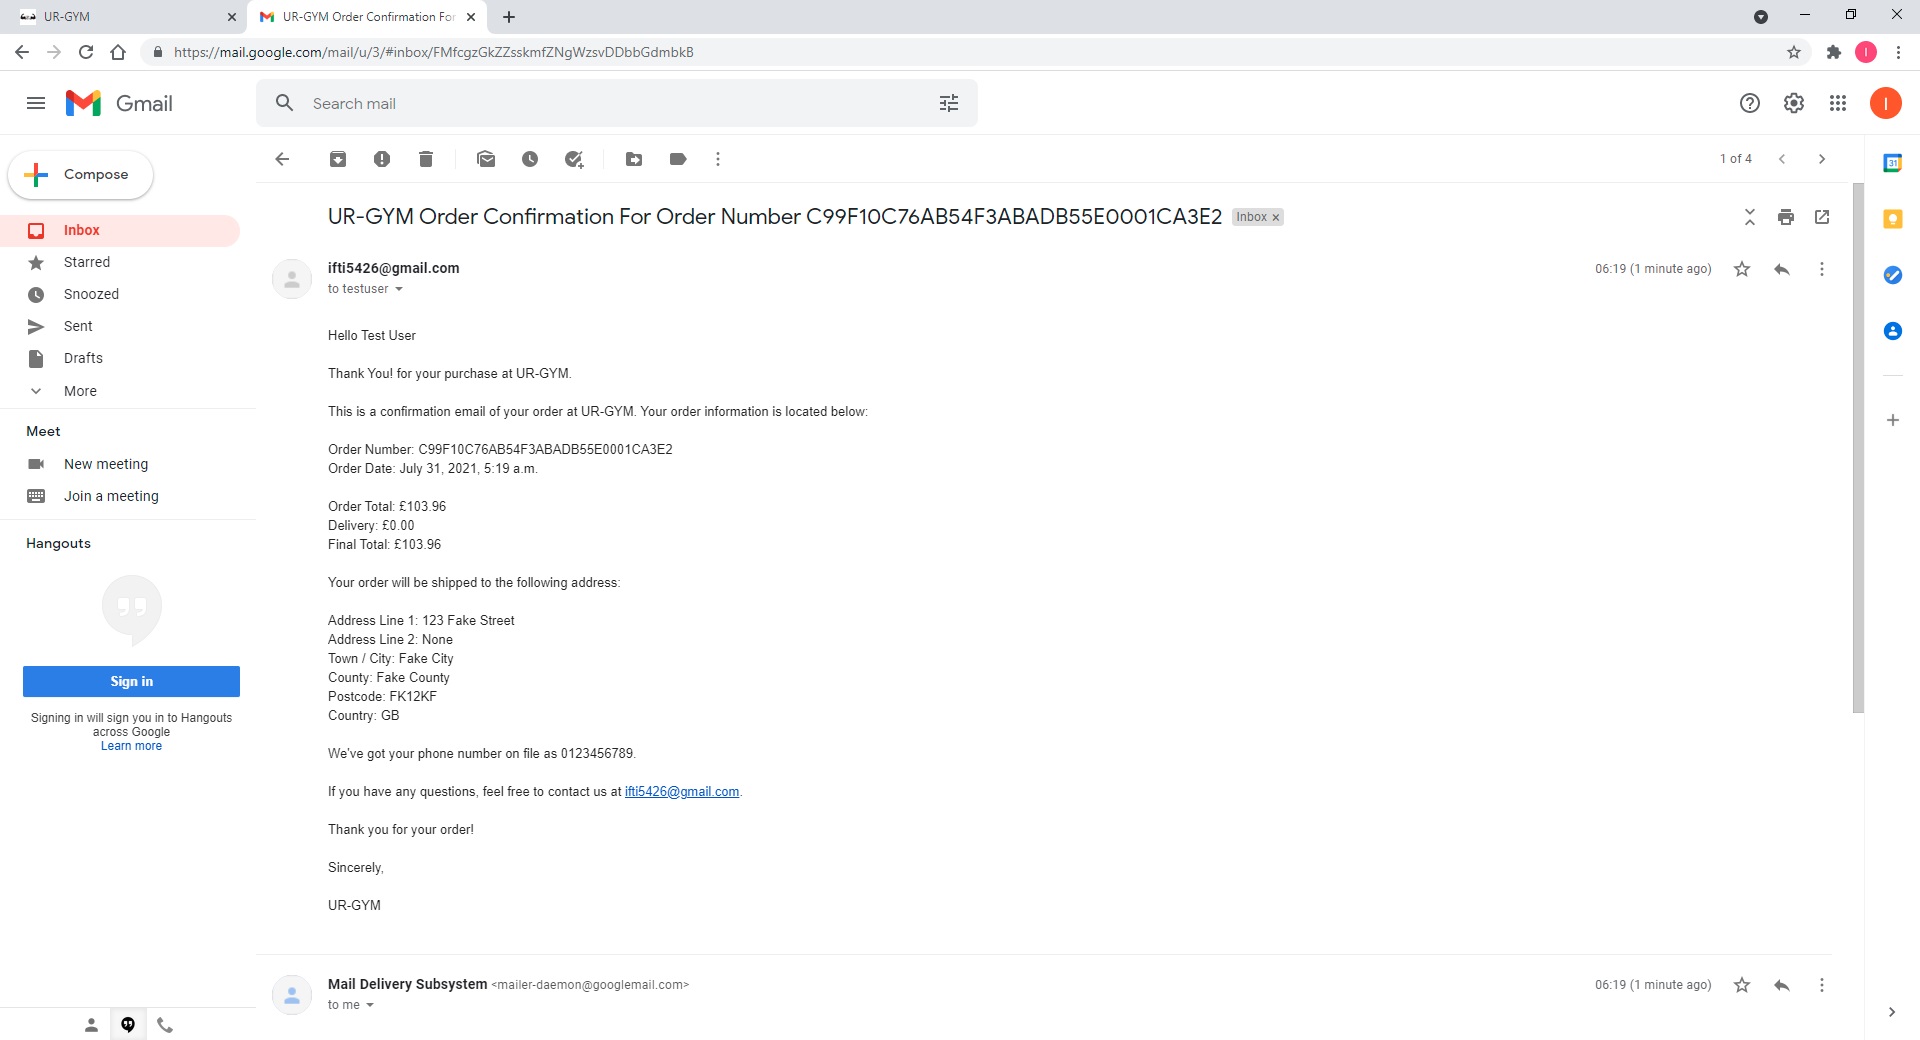 UR-GYM
UR-GYM Order Confirmation For
https://mail.google.com/mail/u/3/#inbox/FMfcgzGkZZsskmfZNgWzsvDDbbGdmbkB
I
Gmail
Search mail
I
Compose
1 of 4
31
Inbox
Starred
Snoozed
Sent
Drafts
More
Meet
New meeting
Join a meeting
Hangouts
Sign in
Signing in will sign you in to Hangouts
across Google
Learn more
UR-GYM Order Confirmation For Order Number C99F10C76AB54F3ABADB55E0001CA3E2 Inbox x
ifti5426@gmail.com
06:19 (1 minute ago)
to testuser
Hello Test User
Thank You! for your purchase at UR-GYM.
This is a confirmation email of your order at UR-GYM. Your order information is located below:
Order Number: C99F10C76AB54F3ABADB55E0001CA3E2
Order Date: July 31, 2021, 5:19 a.m.
Order Total: £103.96
Delivery: £0.00
Final Total: £103.96
Your order will be shipped to the following address:
Address Line 1: 123 Fake Street
Address Line 2: None
Town / City: Fake City
County: Fake County
Postcode: FK12KF
Country: GB
We've got your phone number on file as 0123456789.
If you have any questions, feel free to contact us at ifti5426@gmail.com.
Thank you for your order!
Sincerely,
UR-GYM
Mail Delivery Subsystem <mailer-daemon@googlemail.com>
06:19 (1 minute ago)
to me